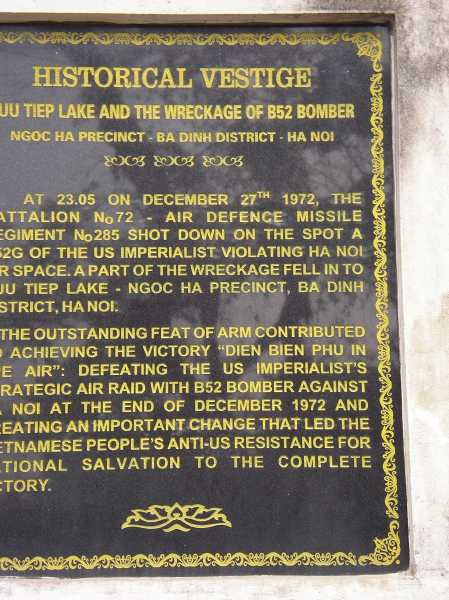 HISTORICAL VESTIGE
UU TIEP LAKE AND THE WRECKAGE OF B52 BOMBER
NGOC HA PRECINCT - BA DINH DISTRICT - HA NOI
AT 23.05 ON DECEMBER 27TH 1972, THE
ATTALION No72 - AIR DEFENCE MISSILE
EGIMENT No285 SHOT DOWN ON THE SPOT A
52G OF THE US IMPERIALIST VIOLATING HA NOI
R SPACE. A PART OF THE WRECKAGE FELL IN TO
UU TIEP LAKE - NGOC HA PRECINCT, BA DINH
ISTRICT, HA NOI.
THE OUTSTANDING FEAT OF ARM CONTRIBUTED
O ACHIEVING THE VICTORY "DIEN BIEN PHU IN
E AIR": DEFEATING THE US IMPERIALIST'S
TRATEGIC AIR RAID WITH B52 BOMBER AGAINST
A NOI AT THE END OF DECEMBER 1972 AND
REATING AN IMPORTANT CHANGE THAT LED THE
IETNAMESE PEOPLE'S ANTI-US RESISTANCE FOR
ATIONAL SALVATION TO THE COMPLETE
CTORY.